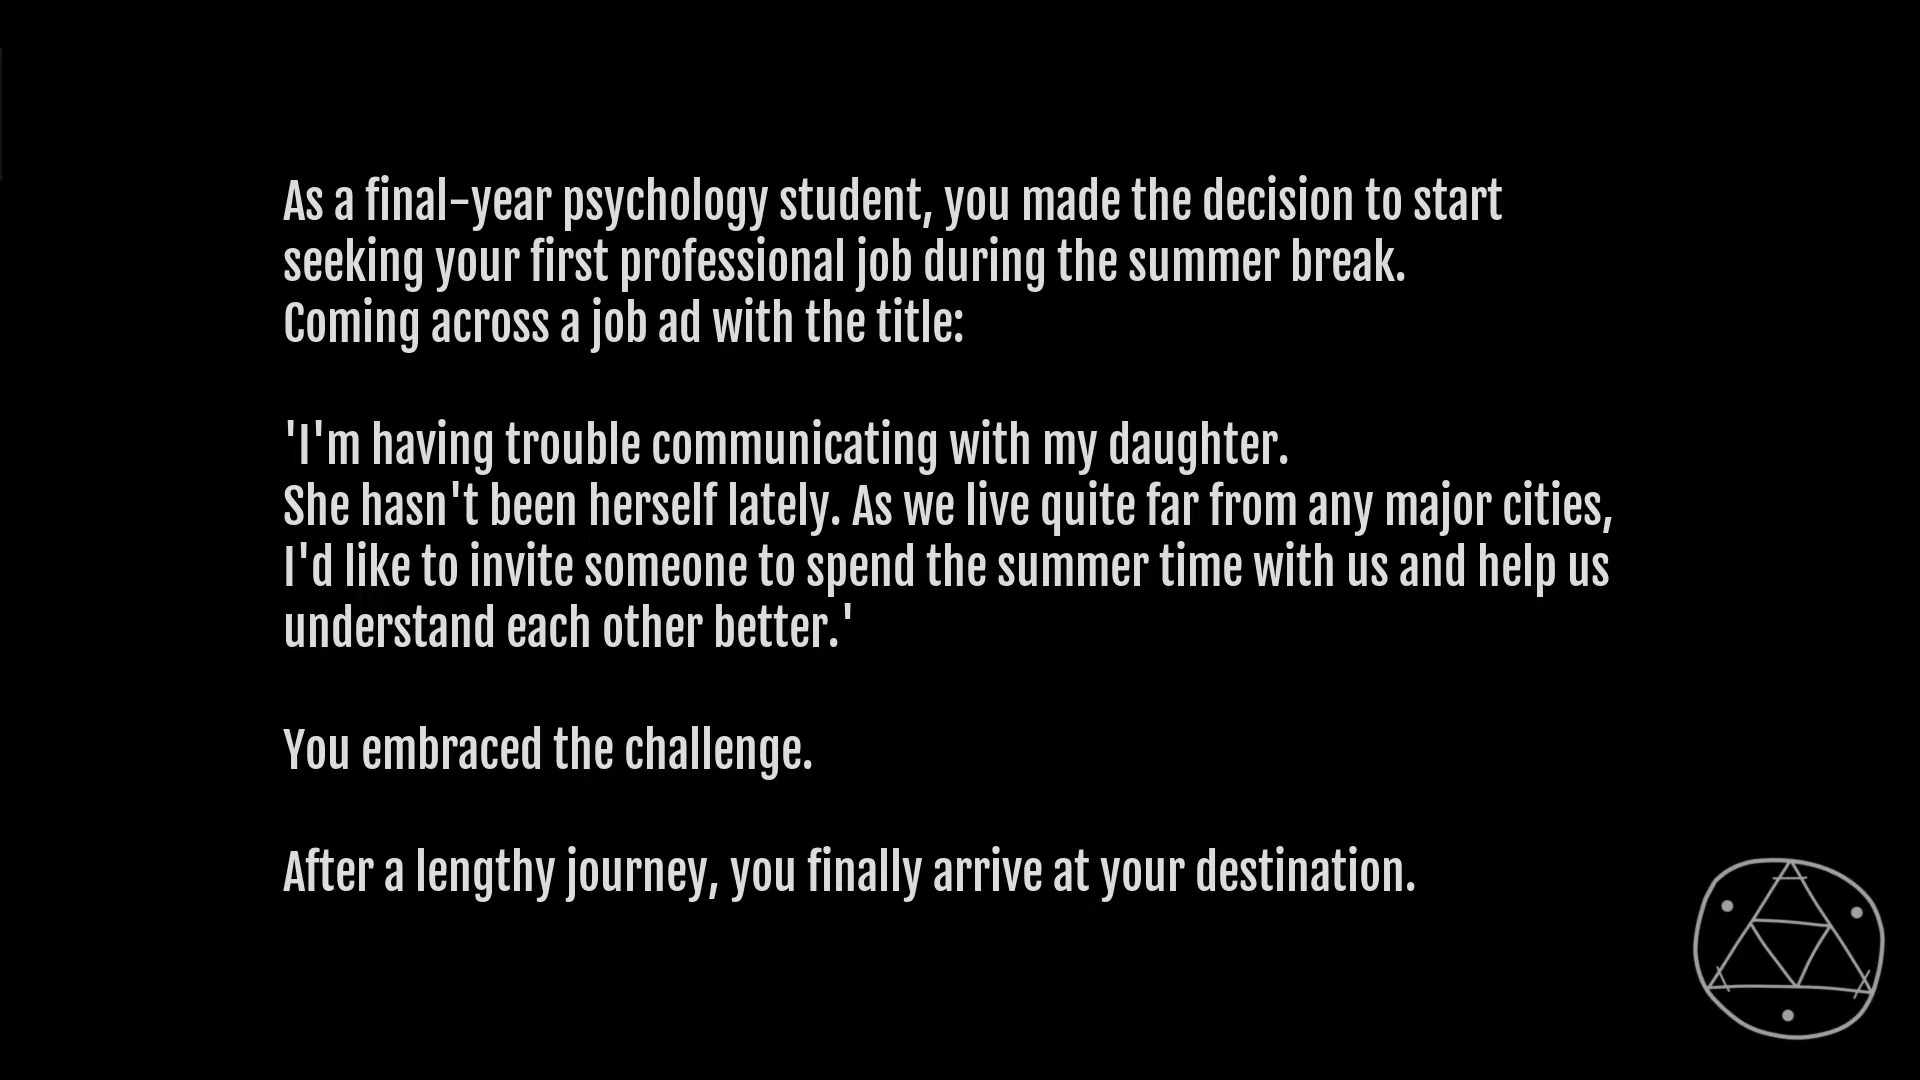 As a final-year psychology student, you made the decision to start
seeking your first professional job during the summer break.
Coming across a job ad with the title:
'I'm having trouble communicating with my daughter.
She hasn't been herself lately. As we live quite far from any major cities,
I'd like to invite someone to spend the summer time with us and help us
understand each other better.'
You embraced the challenge.
After a lengthy journey, you finally arrive at your destination.